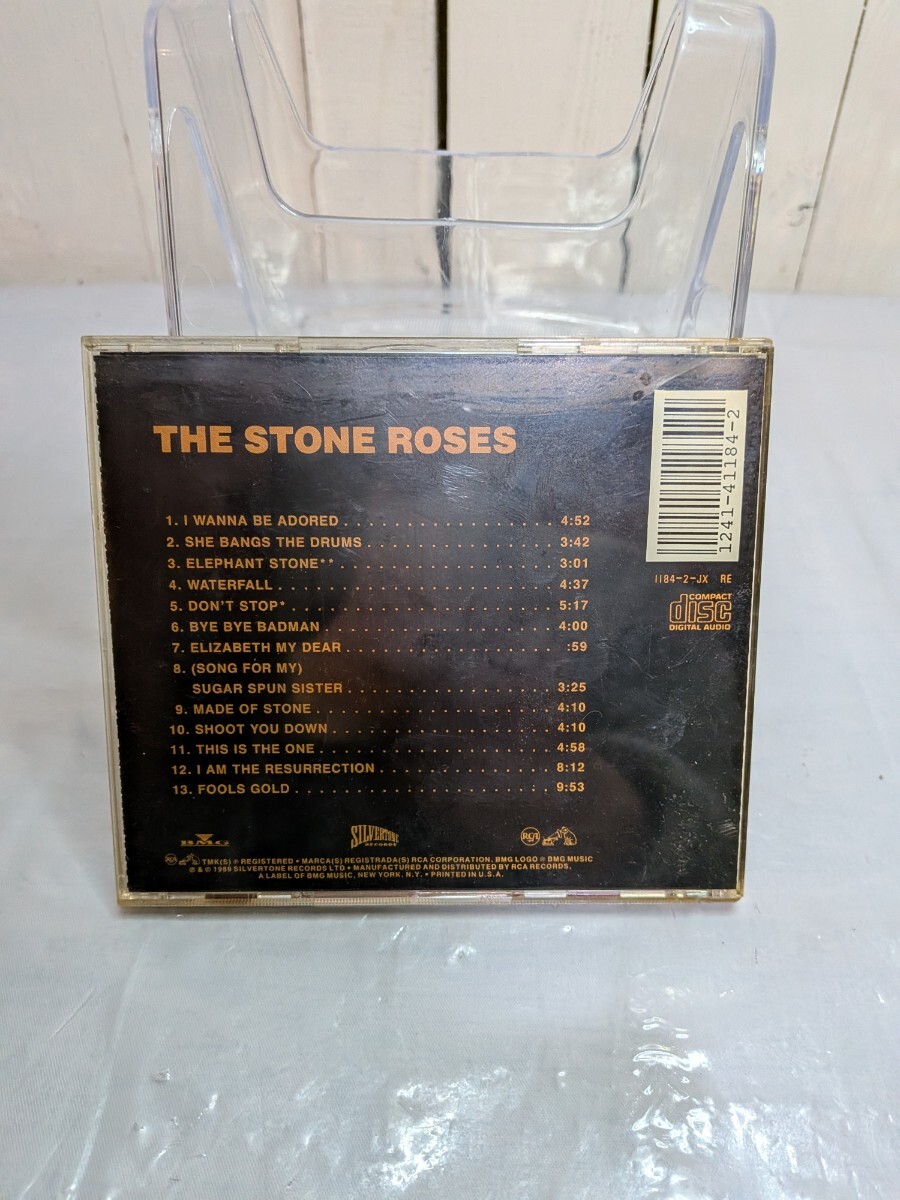 THE STONE ROSES
1. I WANNA BE ADORED . . . . . . . . . . . . . . . . . . . . . 4:52
2. SHE BANGS THE DRUMS . . . . . . . . . . . . . . . . . . . 3:42
3. ELEPHANT STONE** . . . . . . . . . . . . . . . . . . . . . 3:01
4. WATERFALL . . . . . . . . . . . . . . . . . . . . . . . . . . . 4:37
5. DON'T STOP* . . . . . . . . . . . . . . . . . . . . . . . . . . 5:17
6. BYE BYE BADMAN . . . . . . . . . . . . . . . . . . . . . . . 4:00
7. ELIZABETH MY DEAR . . . . . . . . . . . . . . . . . . . . . :59
8. (SONG FOR MY)
SUGAR SPUN SISTER . . . . . . . . . . . . . . . . . . . . 3:25
9. MADE OF STONE . . . . . . . . . . . . . . . . . . . . . . . 4:10
10. SHOOT YOU DOWN . . . . . . . . . . . . . . . . . . . . . . 4:10
11. THIS IS THE ONE . . . . . . . . . . . . . . . . . . . . . . . 4:58
12. I AM THE RESURRECTION . . . . . . . . . . . . . . . . . 8:12
13. FOOLS GOLD . . . . . . . . . . . . . . . . . . . . . . . . . 9:53
1241-41184-2
1184-2-JX RE
COMPACT
disc
DIGITAL AUDIO
BMG
SILVERTONE
RECORDS
RCA
TMK(S) ® REGISTERED • MARCA(S) REGISTRADA(S) RCA CORPORATION. BMG LOGO ® BMG MUSIC
℗ & © 1989 SILVERTONE RECORDS LTD • MANUFACTURED AND DISTRIBUTED BY RCA RECORDS,
A LABEL OF BMG MUSIC, NEW YORK, N.Y. • PRINTED IN U.S.A.